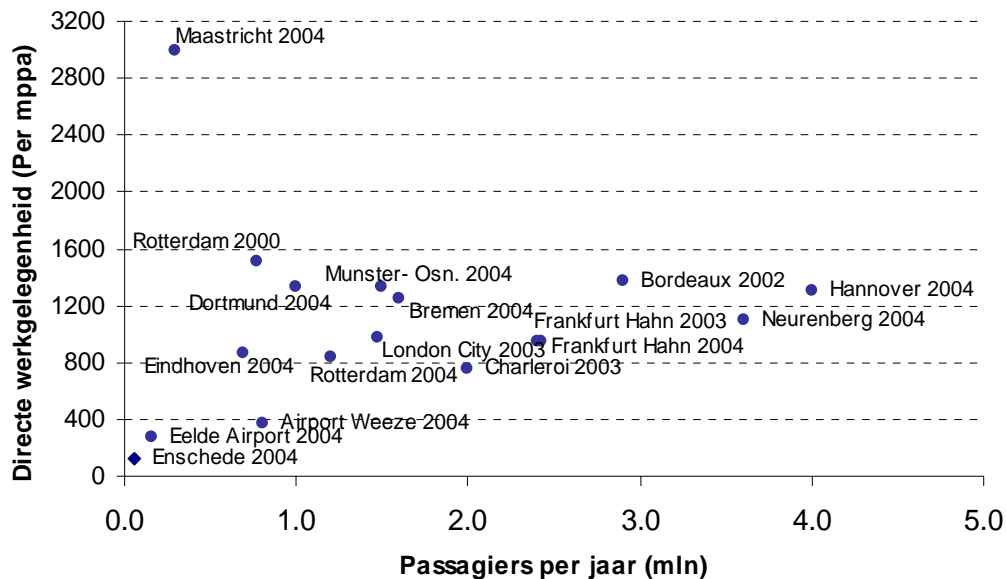 Directe werkgelegenheid (Per mppa)
3200
2800
2400
2000
1600
1200
800
400
0
Maastricht 2004
Rotterdam 2000
Munster- Osn. 2004
Bordeaux 2002
Hannover 2004
Dortmund 2004
Bremen 2004
Frankfurt Hahn 2003
Neurenberg 2004
London City 2003
Frankfurt Hahn 2004
Eindhoven 2004
Rotterdam 2004
Charleroi 2003
Airport Weeze 2004
Eelde Airport 2004
Enschede 2004
0.0 1.0 2.0 3.0 4.0 5.0
Passagiers per jaar (mln)